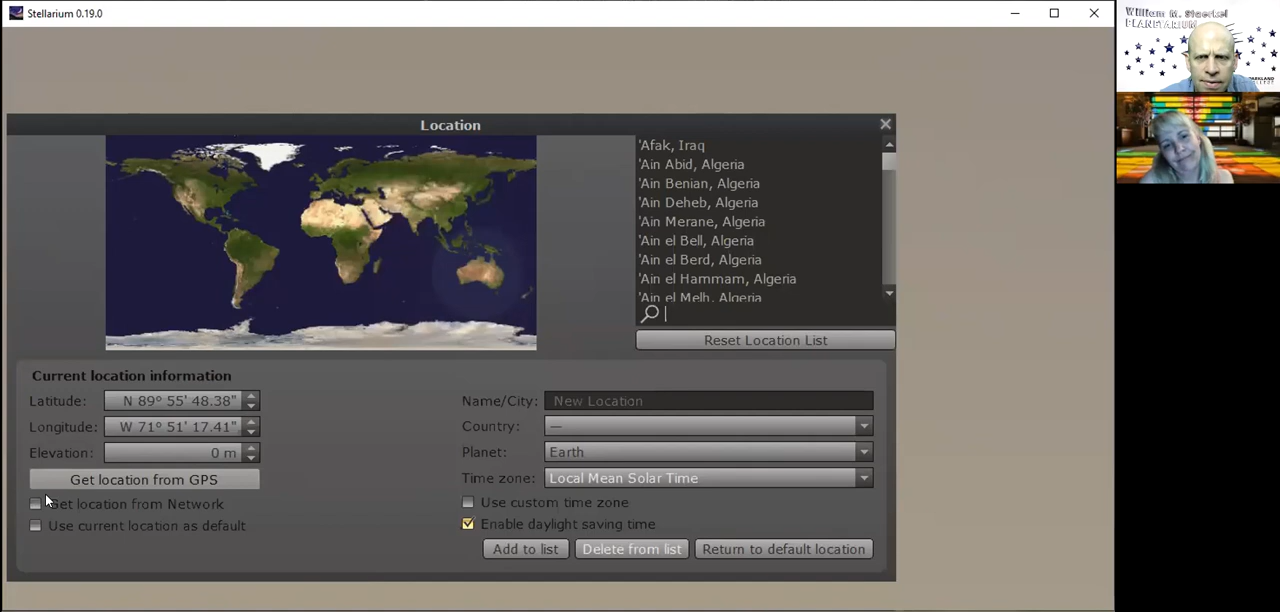 Stellarium 0.19.0
William M. Staerkel
PLANETARIUM
PARKLAND
COLLEGE
Location
'Afak, Iraq
'Ain Abid, Algeria
'Ain Benian, Algeria
'Ain Deheb, Algeria
'Ain Merane, Algeria
'Ain el Bell, Algeria
'Ain el Berd, Algeria
'Ain el Hammam, Algeria
'Ain el Melh, Algeria
Reset Location List
Current location information
Latitude: N 89° 55' 48.38"
Longitude: W 71° 51' 17.41"
Elevation: 0 m
Get location from GPS
Get location from Network
Use current location as default
Name/City: New Location
Country: —
Planet: Earth
Time zone: Local Mean Solar Time
Use custom time zone
Enable daylight saving time
Add to list Delete from list Return to default location